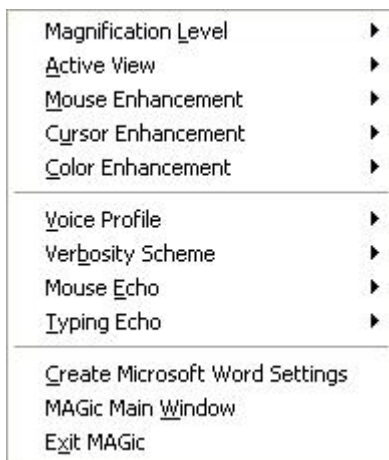 Magnification Level
Active View
Mouse Enhancement
Cursor Enhancement
Color Enhancement
Voice Profile
Verbosity Scheme
Mouse Echo
Typing Echo
Create Microsoft Word Settings
MAGic Main Window
Exit MAGic